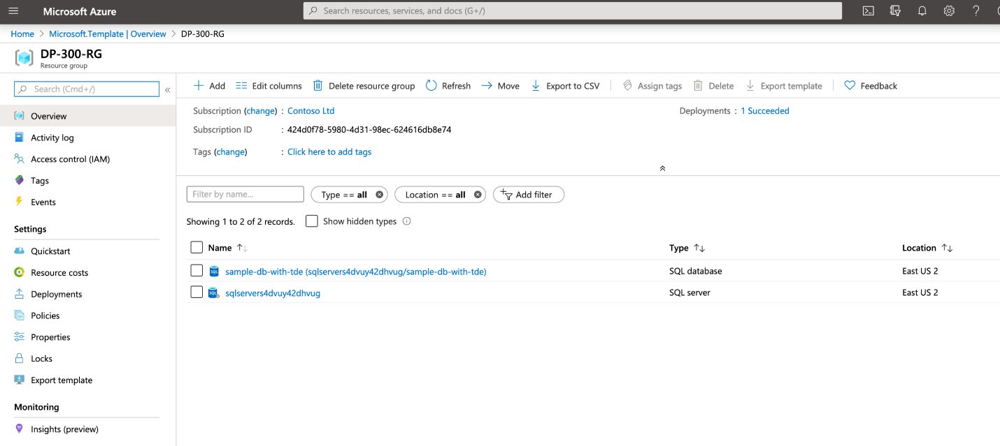 Microsoft Azure
Search resources, services, and docs (G+/)
Home > Microsoft.Template | Overview > DP-300-RG
DP-300-RG
Resource group
Search (Cmd+/)
«
Overview
Activity log
Access control (IAM)
Tags
Events
Settings
Quickstart
Resource costs
Deployments
Policies
Properties
Locks
Export template
Monitoring
Insights (preview)
Add Edit columns Delete resource group Refresh Move Export to CSV Assign tags Delete Export template Feedback
Subscription (change) : Contoso Ltd
Deployments : 1 Succeeded
Subscription ID : 424d0f78-5980-4d31-98ec-624616db8e74
Tags (change) : Click here to add tags
Filter by name... Type == all Location == all Add filter
Showing 1 to 2 of 2 records. Show hidden types
Name Type Location
SQL sample-db-with-tde (sqlservers4dvuy42dhvug/sample-db-with-tde) SQL database East US 2
SQL sqlservers4dvuy42dhvug SQL server East US 2